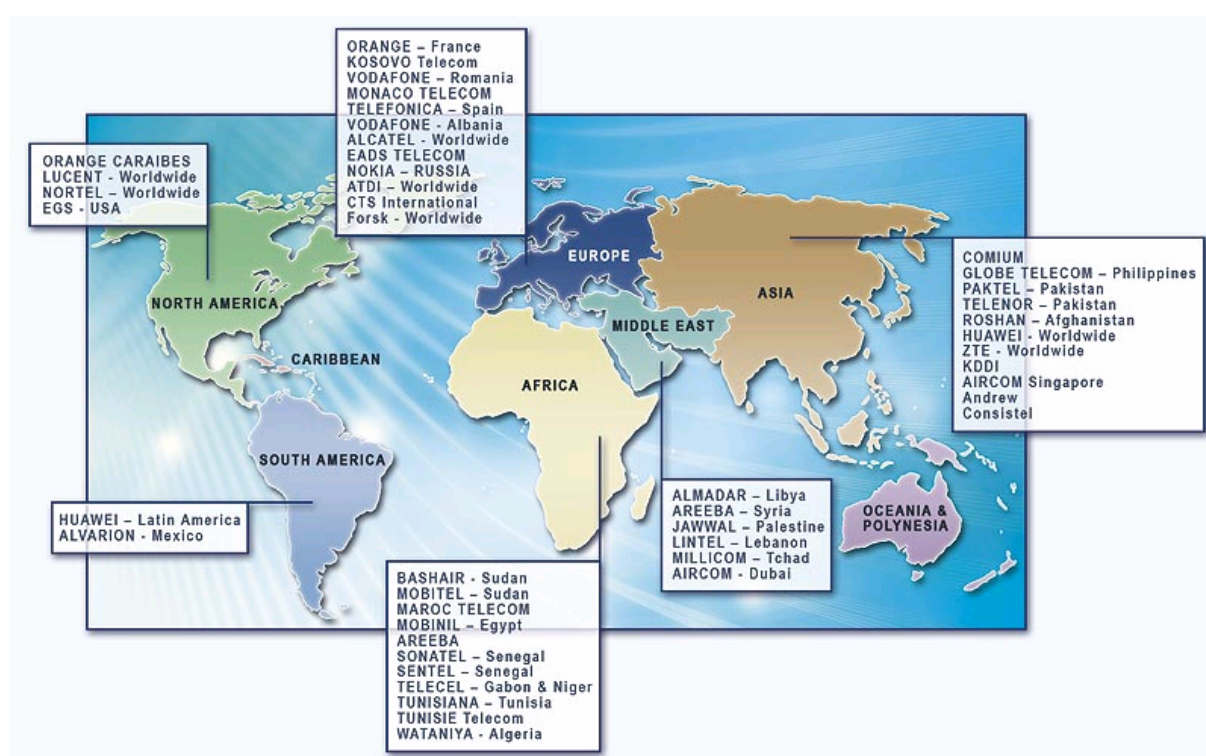 ORANGE – France
KOSOVO Telecom
VODAFONE – Romania
MONACO TELECOM
TELEFONICA – Spain
VODAFONE - Albania
ALCATEL - Worldwide
EADS TELECOM
NOKIA – RUSSIA
ATDI – Worldwide
CTS International
Forsk - Worldwide
ORANGE CARAIBES
LUCENT - Worldwide
NORTEL – Worldwide
EGS - USA
EUROPE
NORTH AMERICA
ASIA
MIDDLE EAST
CARIBBEAN
AFRICA
COMIUM
GLOBE TELECOM – Philippines
PAKTEL – Pakistan
TELENOR – Pakistan
ROSHAN – Afghanistan
HUAWEI - Worldwide
ZTE - Worldwide
KDDI
AIRCOM Singapore
Andrew
Consistel
SOUTH AMERICA
OCEANIA &
POLYNESIA
HUAWEI – Latin America
ALVARION - Mexico
ALMADAR – Libya
AREEBA – Syria
JAWWAL – Palestine
LINTEL – Lebanon
MILLICOM – Tchad
AIRCOM - Dubai
BASHAIR - Sudan
MOBITEL – Sudan
MAROC TELECOM
MOBINIL – Egypt
AREEBA
SONATEL – Senegal
SENTEL – Senegal
TELECEL – Gabon & Niger
TUNISIANA – Tunisia
TUNISIE Telecom
WATANIYA - Algeria